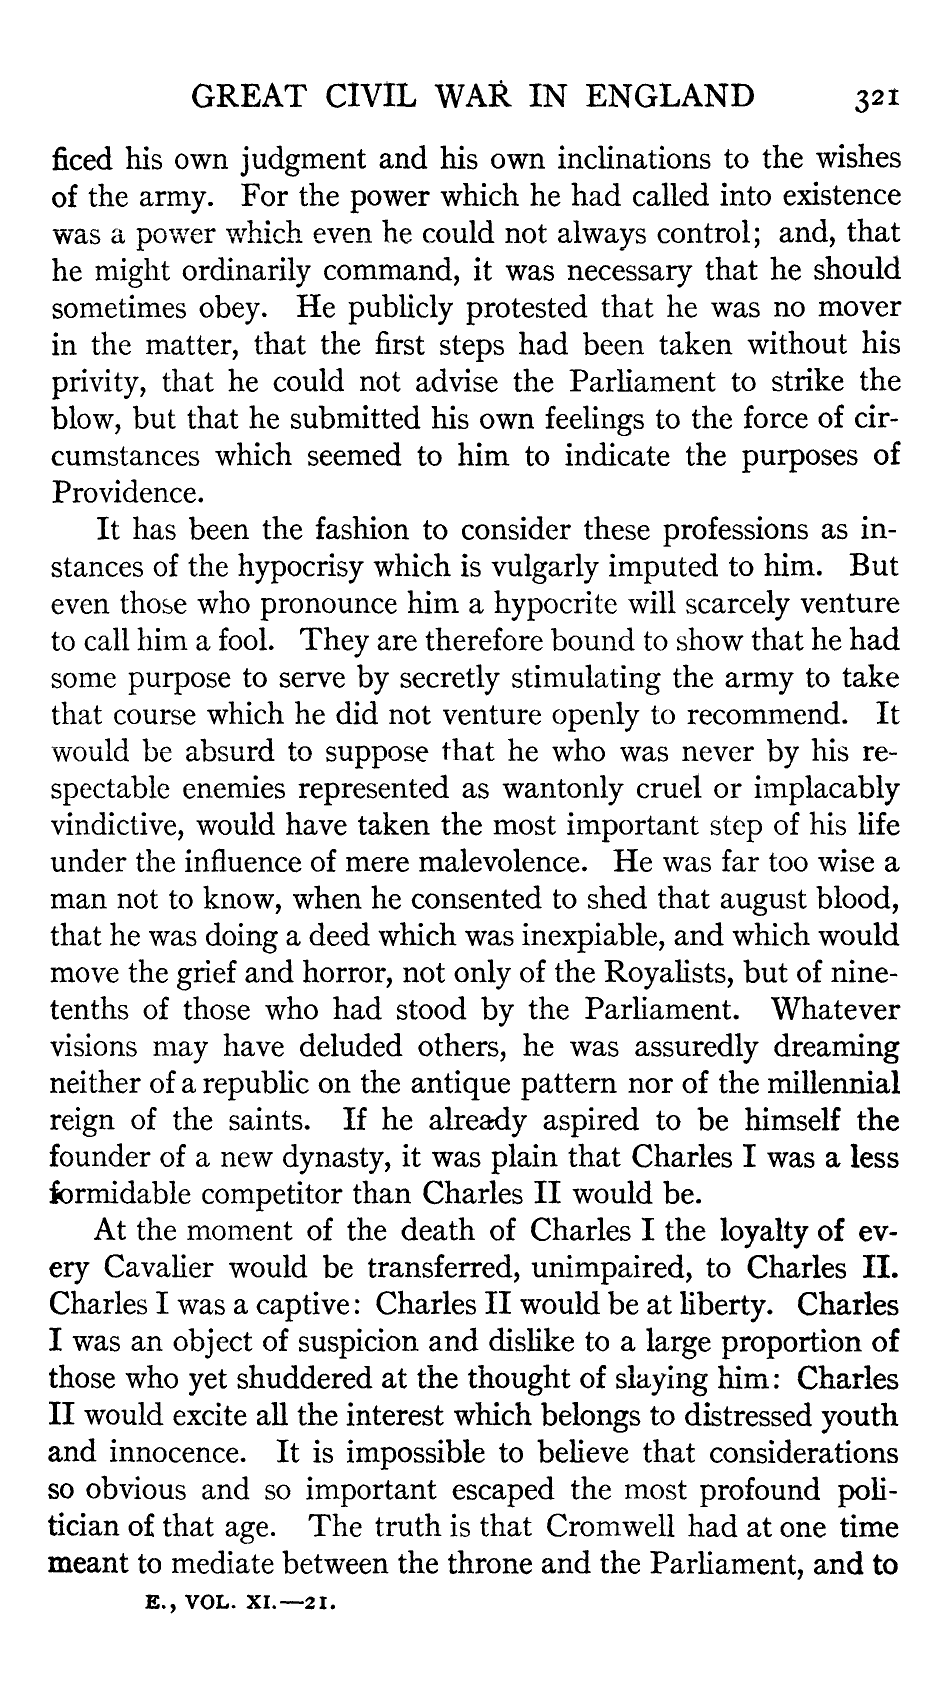 GREAT CIVIL WAR IN ENGLAND 321
ficed his own judgment and his own inclinations to the wishes
of the army. For the power which he had called into existence
was a power which even he could not always control; and, that
he might ordinarily command, it was necessary that he should
sometimes obey. He publicly protested that he was no mover
in the matter, that the first steps had been taken without his
privity, that he could not advise the Parliament to strike the
blow, but that he submitted his own feelings to the force of cir-
cumstances which seemed to him to indicate the purposes of
Providence.
It has been the fashion to consider these professions as in-
stances of the hypocrisy which is vulgarly imputed to him. But
even those who pronounce him a hypocrite will scarcely venture
to call him a fool. They are therefore bound to show that he had
some purpose to serve by secretly stimulating the army to take
that course which he did not venture openly to recommend. It
would be absurd to suppose that he who was never by his re-
spectable enemies represented as wantonly cruel or implacably
vindictive, would have taken the most important step of his life
under the influence of mere malevolence. He was far too wise a
man not to know, when he consented to shed that august blood,
that he was doing a deed which was inexpiable, and which would
move the grief and horror, not only of the Royalists, but of nine-
tenths of those who had stood by the Parliament. Whatever
visions may have deluded others, he was assuredly dreaming
neither of a republic on the antique pattern nor of the millennial
reign of the saints. If he already aspired to be himself the
founder of a new dynasty, it was plain that Charles I was a less
formidable competitor than Charles II would be.
At the moment of the death of Charles I the loyalty of ev-
ery Cavalier would be transferred, unimpaired, to Charles II.
Charles I was a captive: Charles II would be at liberty. Charles
I was an object of suspicion and dislike to a large proportion of
those who yet shuddered at the thought of slaying him: Charles
II would excite all the interest which belongs to distressed youth
and innocence. It is impossible to believe that considerations
so obvious and so important escaped the most profound poli-
tician of that age. The truth is that Cromwell had at one time
meant to mediate between the throne and the Parliament, and to
E., VOL. XI.—21.